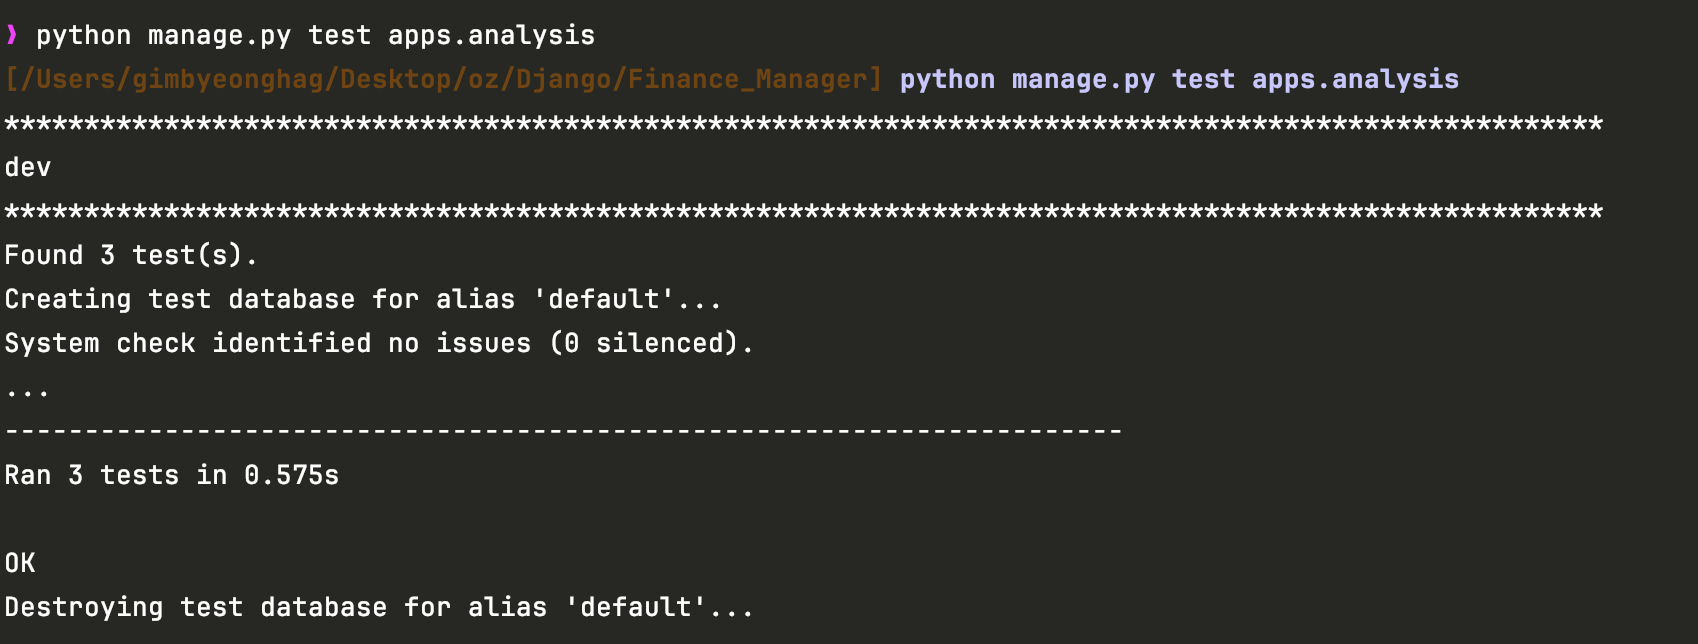 ❯ python manage.py test apps.analysis
[/Users/gimbyeonghag/Desktop/oz/Django/Finance_Manager] python manage.py test apps.analysis
****************************************************************************************************
dev
****************************************************************************************************
Found 3 test(s).
Creating test database for alias 'default'...
System check identified no issues (0 silenced).
...
----------------------------------------------------------------------
Ran 3 tests in 0.575s
OK
Destroying test database for alias 'default'...